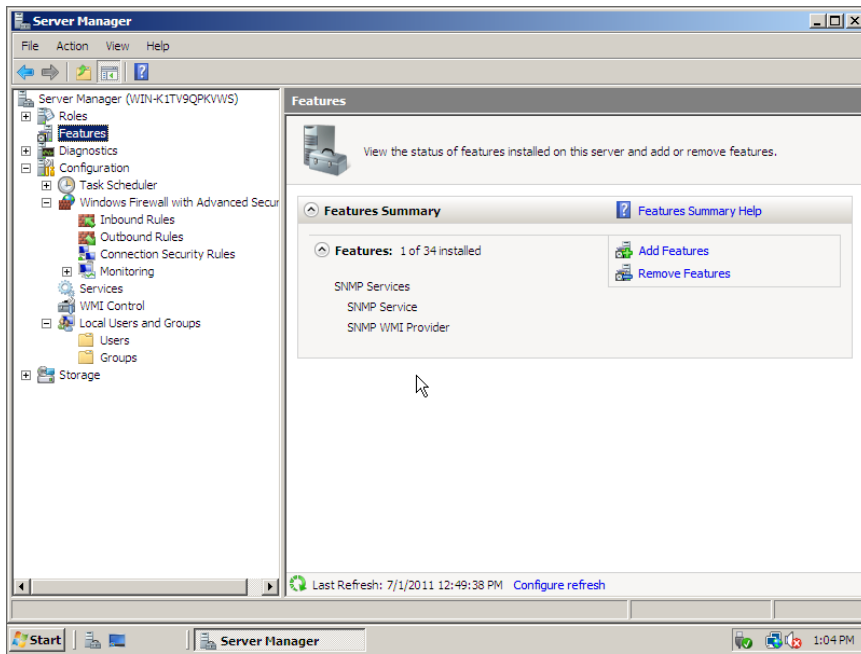 Server Manager
File Action View Help
Server Manager (WIN-K1TV9QPKVWS)
Roles
Features
Diagnostics
Configuration
Task Scheduler
Windows Firewall with Advanced Secur
Inbound Rules
Outbound Rules
Connection Security Rules
Monitoring
Services
WMI Control
Local Users and Groups
Users
Groups
Storage
Features
View the status of features installed on this server and add or remove features.
Features Summary
Features Summary Help
Features: 1 of 34 installed
Add Features
Remove Features
SNMP Services
SNMP Service
SNMP WMI Provider
Last Refresh: 7/1/2011 12:49:38 PM Configure refresh
Start
Server Manager
1:04 PM